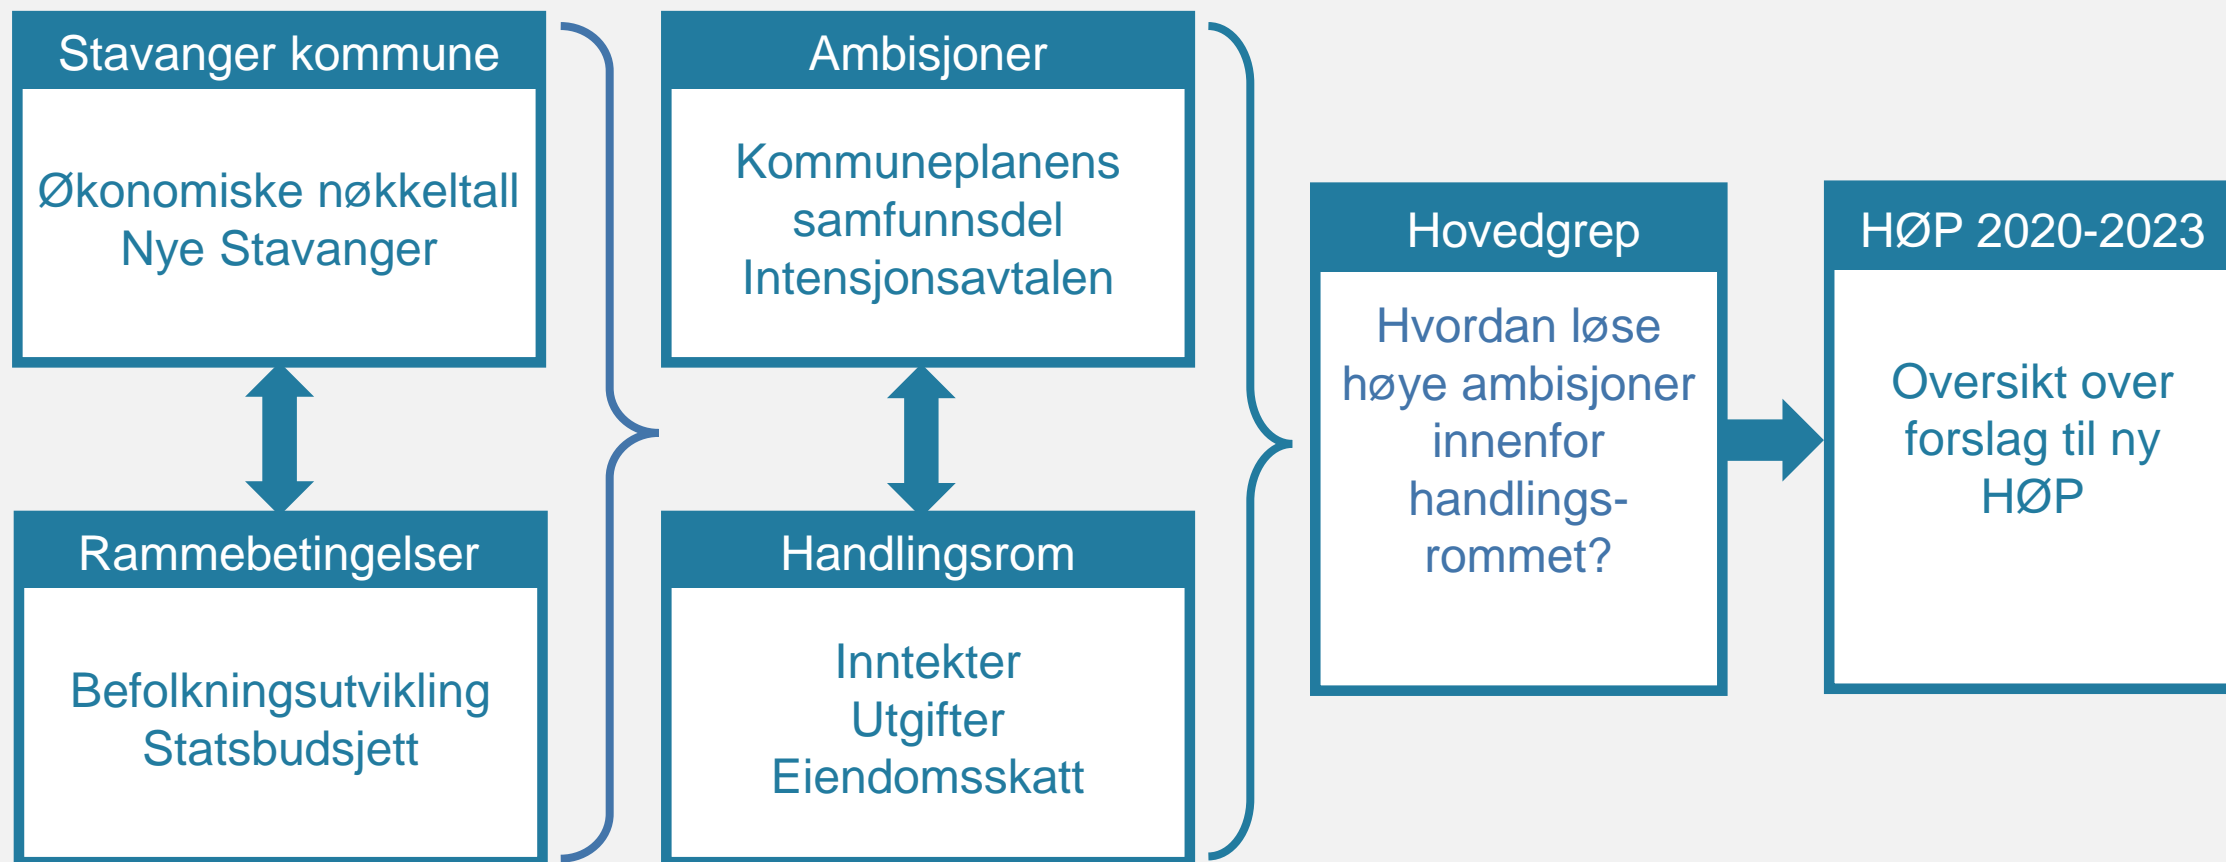 Stavanger kommune
Økonomiske nøkkeltall
Nye Stavanger
Rammebetingelser
Befolkningsutvikling
Statsbudsjett
Ambisjoner
Kommuneplanens
samfunnsdel
Intensjonsavtalen
Handlingsrom
Inntekter
Utgifter
Eiendomsskatt
Hovedgrep
Hvordan løse
høye ambisjoner
innenfor
handlings-
rommet?
HØP 2020-2023
Oversikt over
forslag til ny
HØP